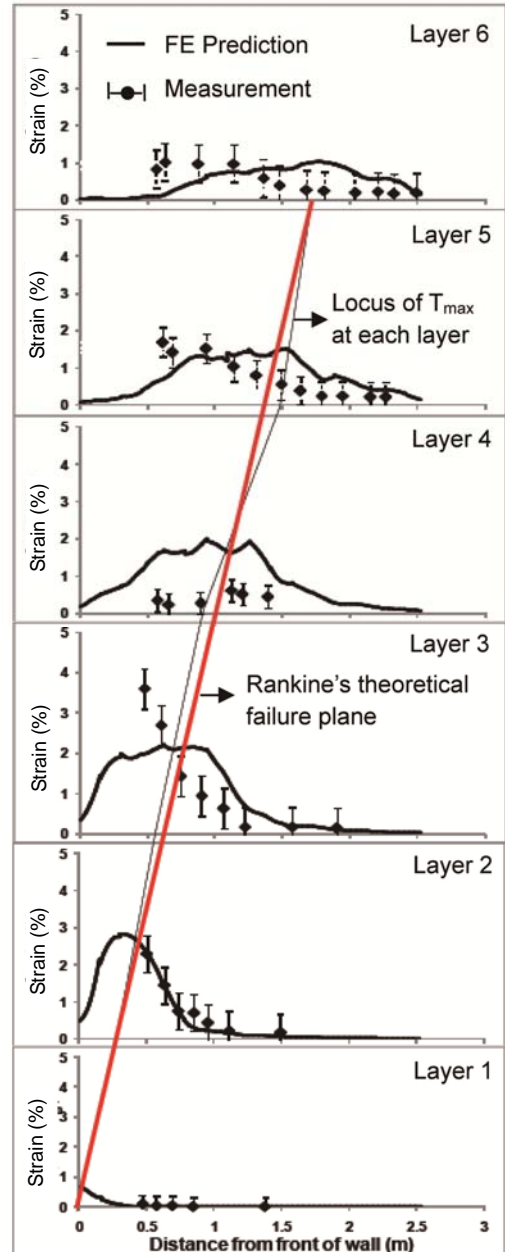 Layer 6
FE Prediction
Measurement
Strain (%)
5
4
3
2
1
0
Layer 5
Locus of Tmax
at each layer
Strain (%)
5
4
3
2
1
0
Layer 4
Strain (%)
5
4
3
2
1
0
Layer 3
Rankine's theoretical
failure plane
Strain (%)
5
4
3
2
1
0
Layer 2
Strain (%)
5
4
3
2
1
0
Layer 1
Strain (%)
5
4
3
2
1
0
0 0.5 1 1.5 2 2.5 3
Distance from front of wall (m)